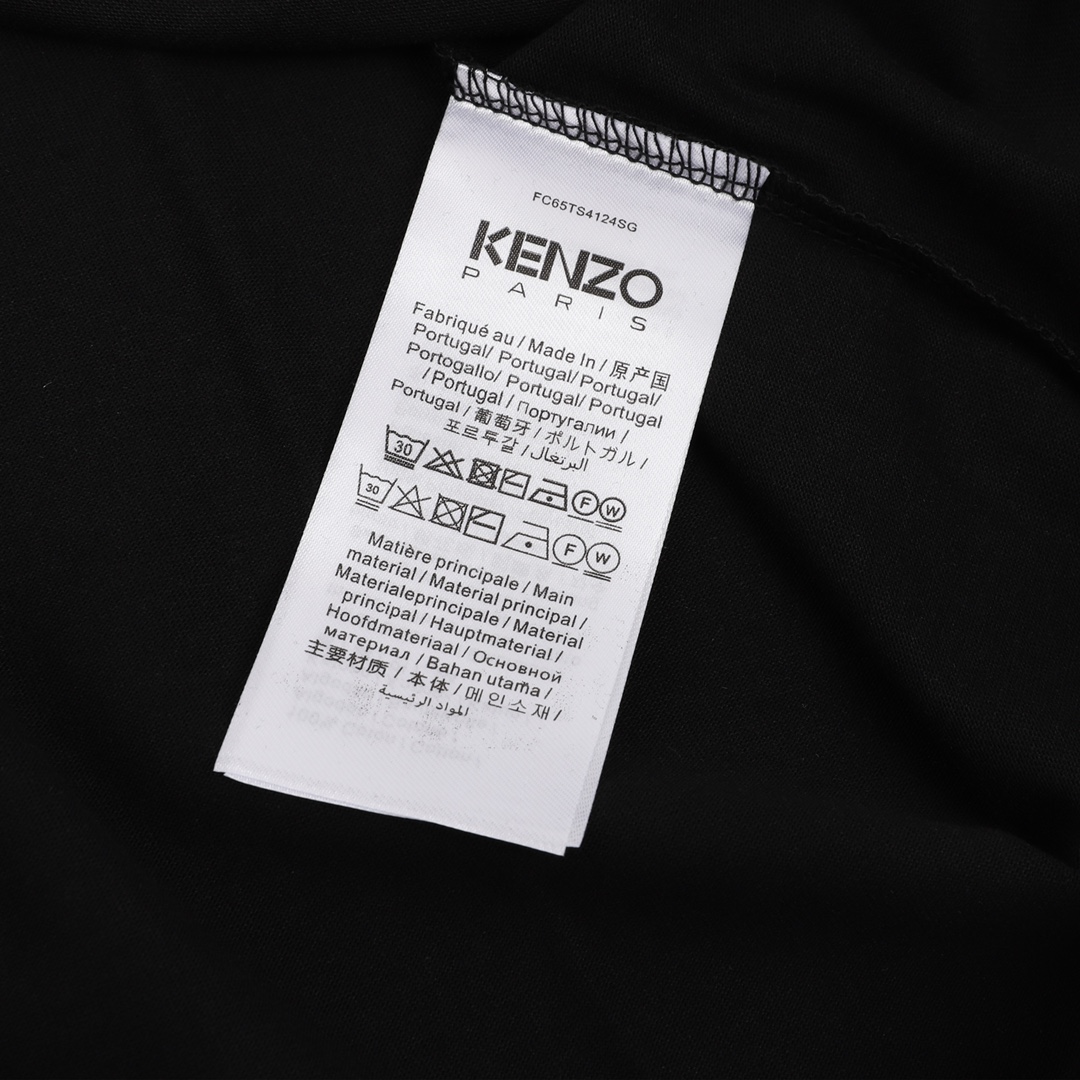 FC65TS4124SG
KENZO
PARIS
Fabriqué au / Made In / 原产国
Portugal/ Portugal/Portugal/
Portogallo/ Portugal/ Portugal
/ Portugal / Португалии /
Portugal / 葡萄牙 / ポルトガル /
포르투갈 / البرتغال
30 F W
30 F W
Matière principale / Main
material / Material principal /
Materialeprincipale / Material
principal / Hauptmaterial /
Hoofdmateriaal / Основной
материал / Bahan utama /
主要材质 / 本体 / 메인소재 /
المواد الرئيسية